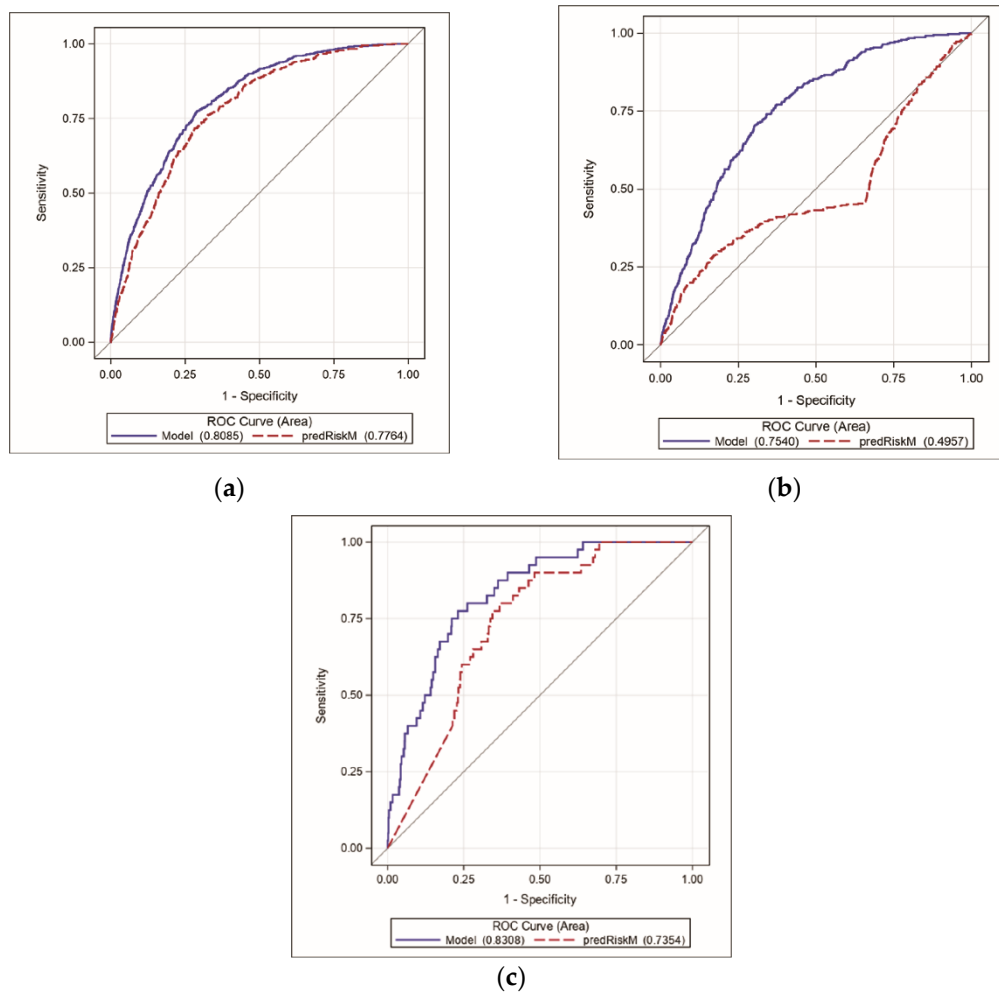 1.00
0.75
0.50
0.25
0.00
Sensitivity
0.00 0.25 0.50 0.75 1.00
1 - Specificity
ROC Curve (Area)
Model (0.8085) predRiskM (0.7764)
(a)
1.00
0.75
0.50
0.25
0.00
Sensitivity
0.00 0.25 0.50 0.75 1.00
1 - Specificity
ROC Curve (Area)
Model (0.7540) predRiskM (0.4957)
(b)
1.00
0.75
0.50
0.25
0.00
Sensitivity
0.00 0.25 0.50 0.75 1.00
1 - Specificity
ROC Curve (Area)
Model (0.8308) predRiskM (0.7354)
(c)